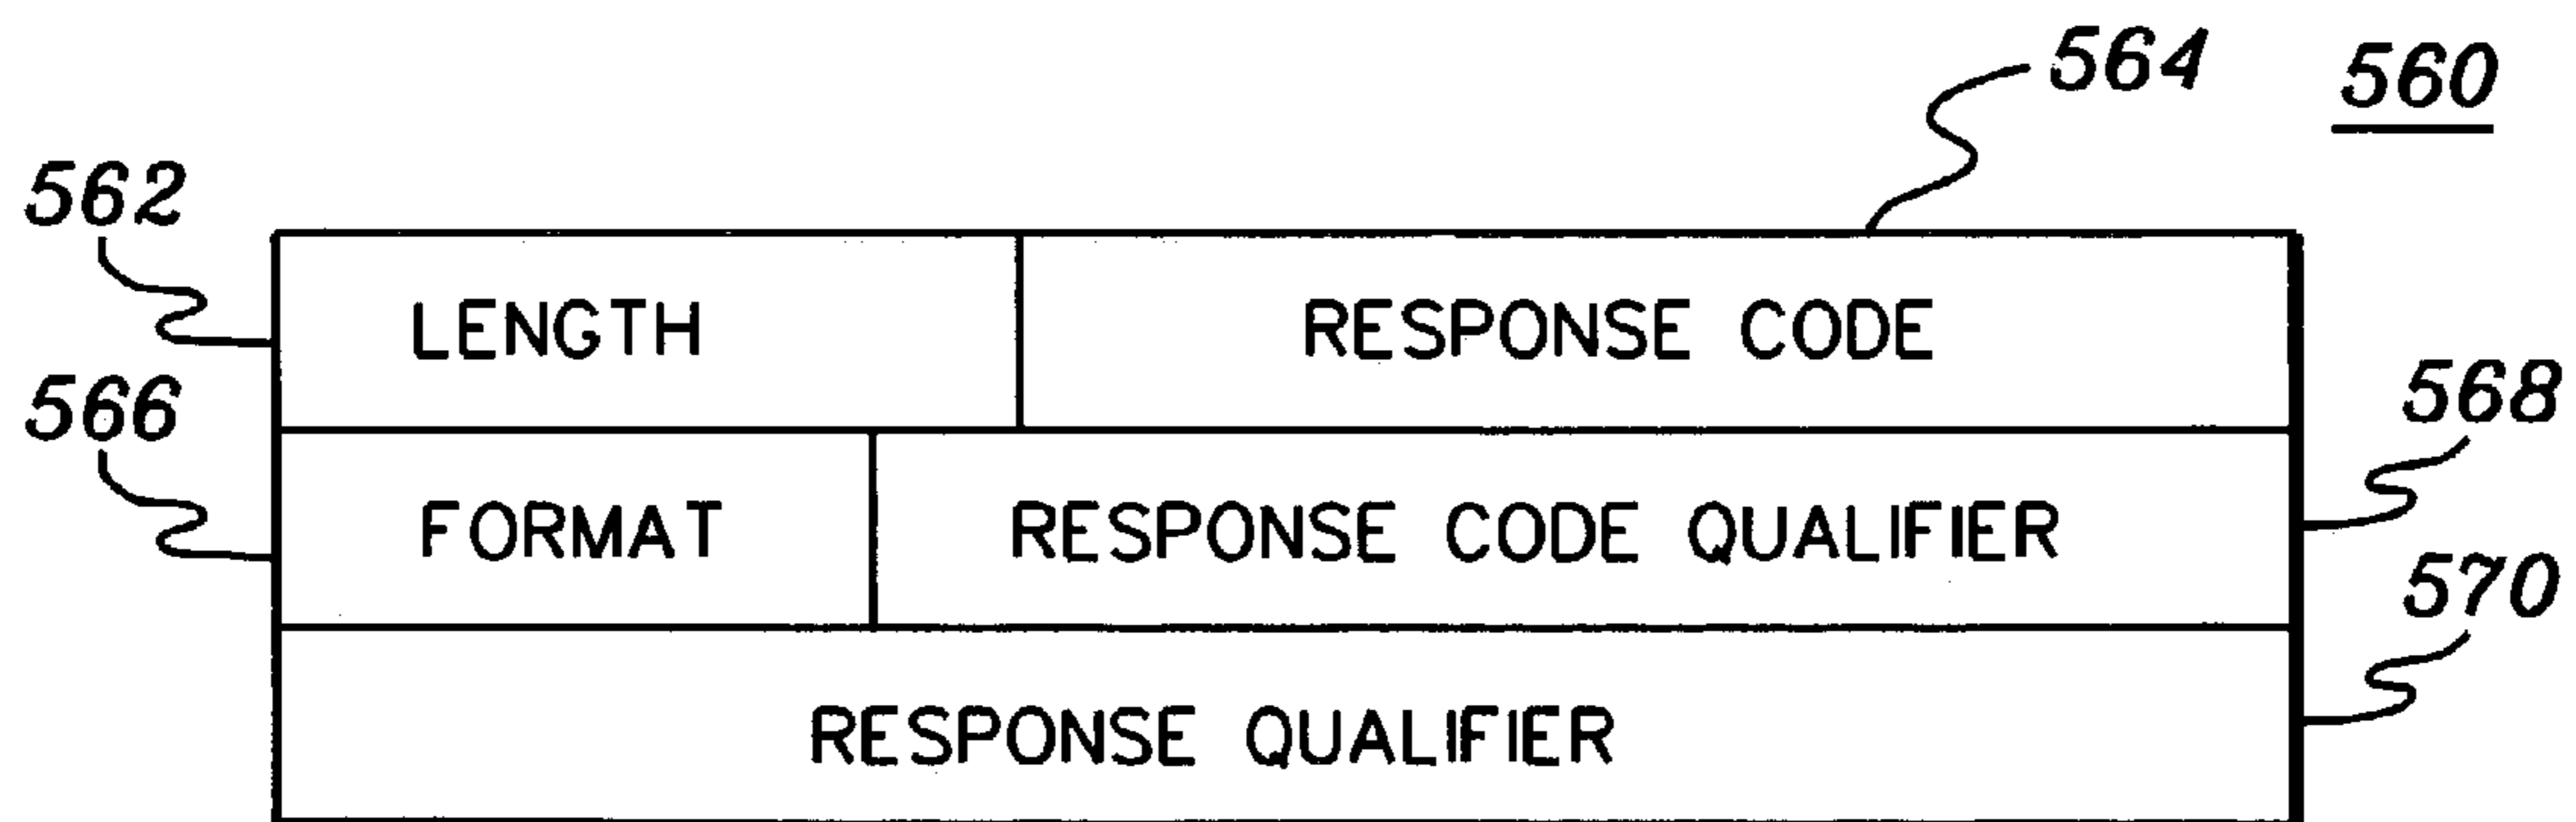 564 560
562
LENGTH RESPONSE CODE
566 568
FORMAT RESPONSE CODE QUALIFIER
570
RESPONSE QUALIFIER